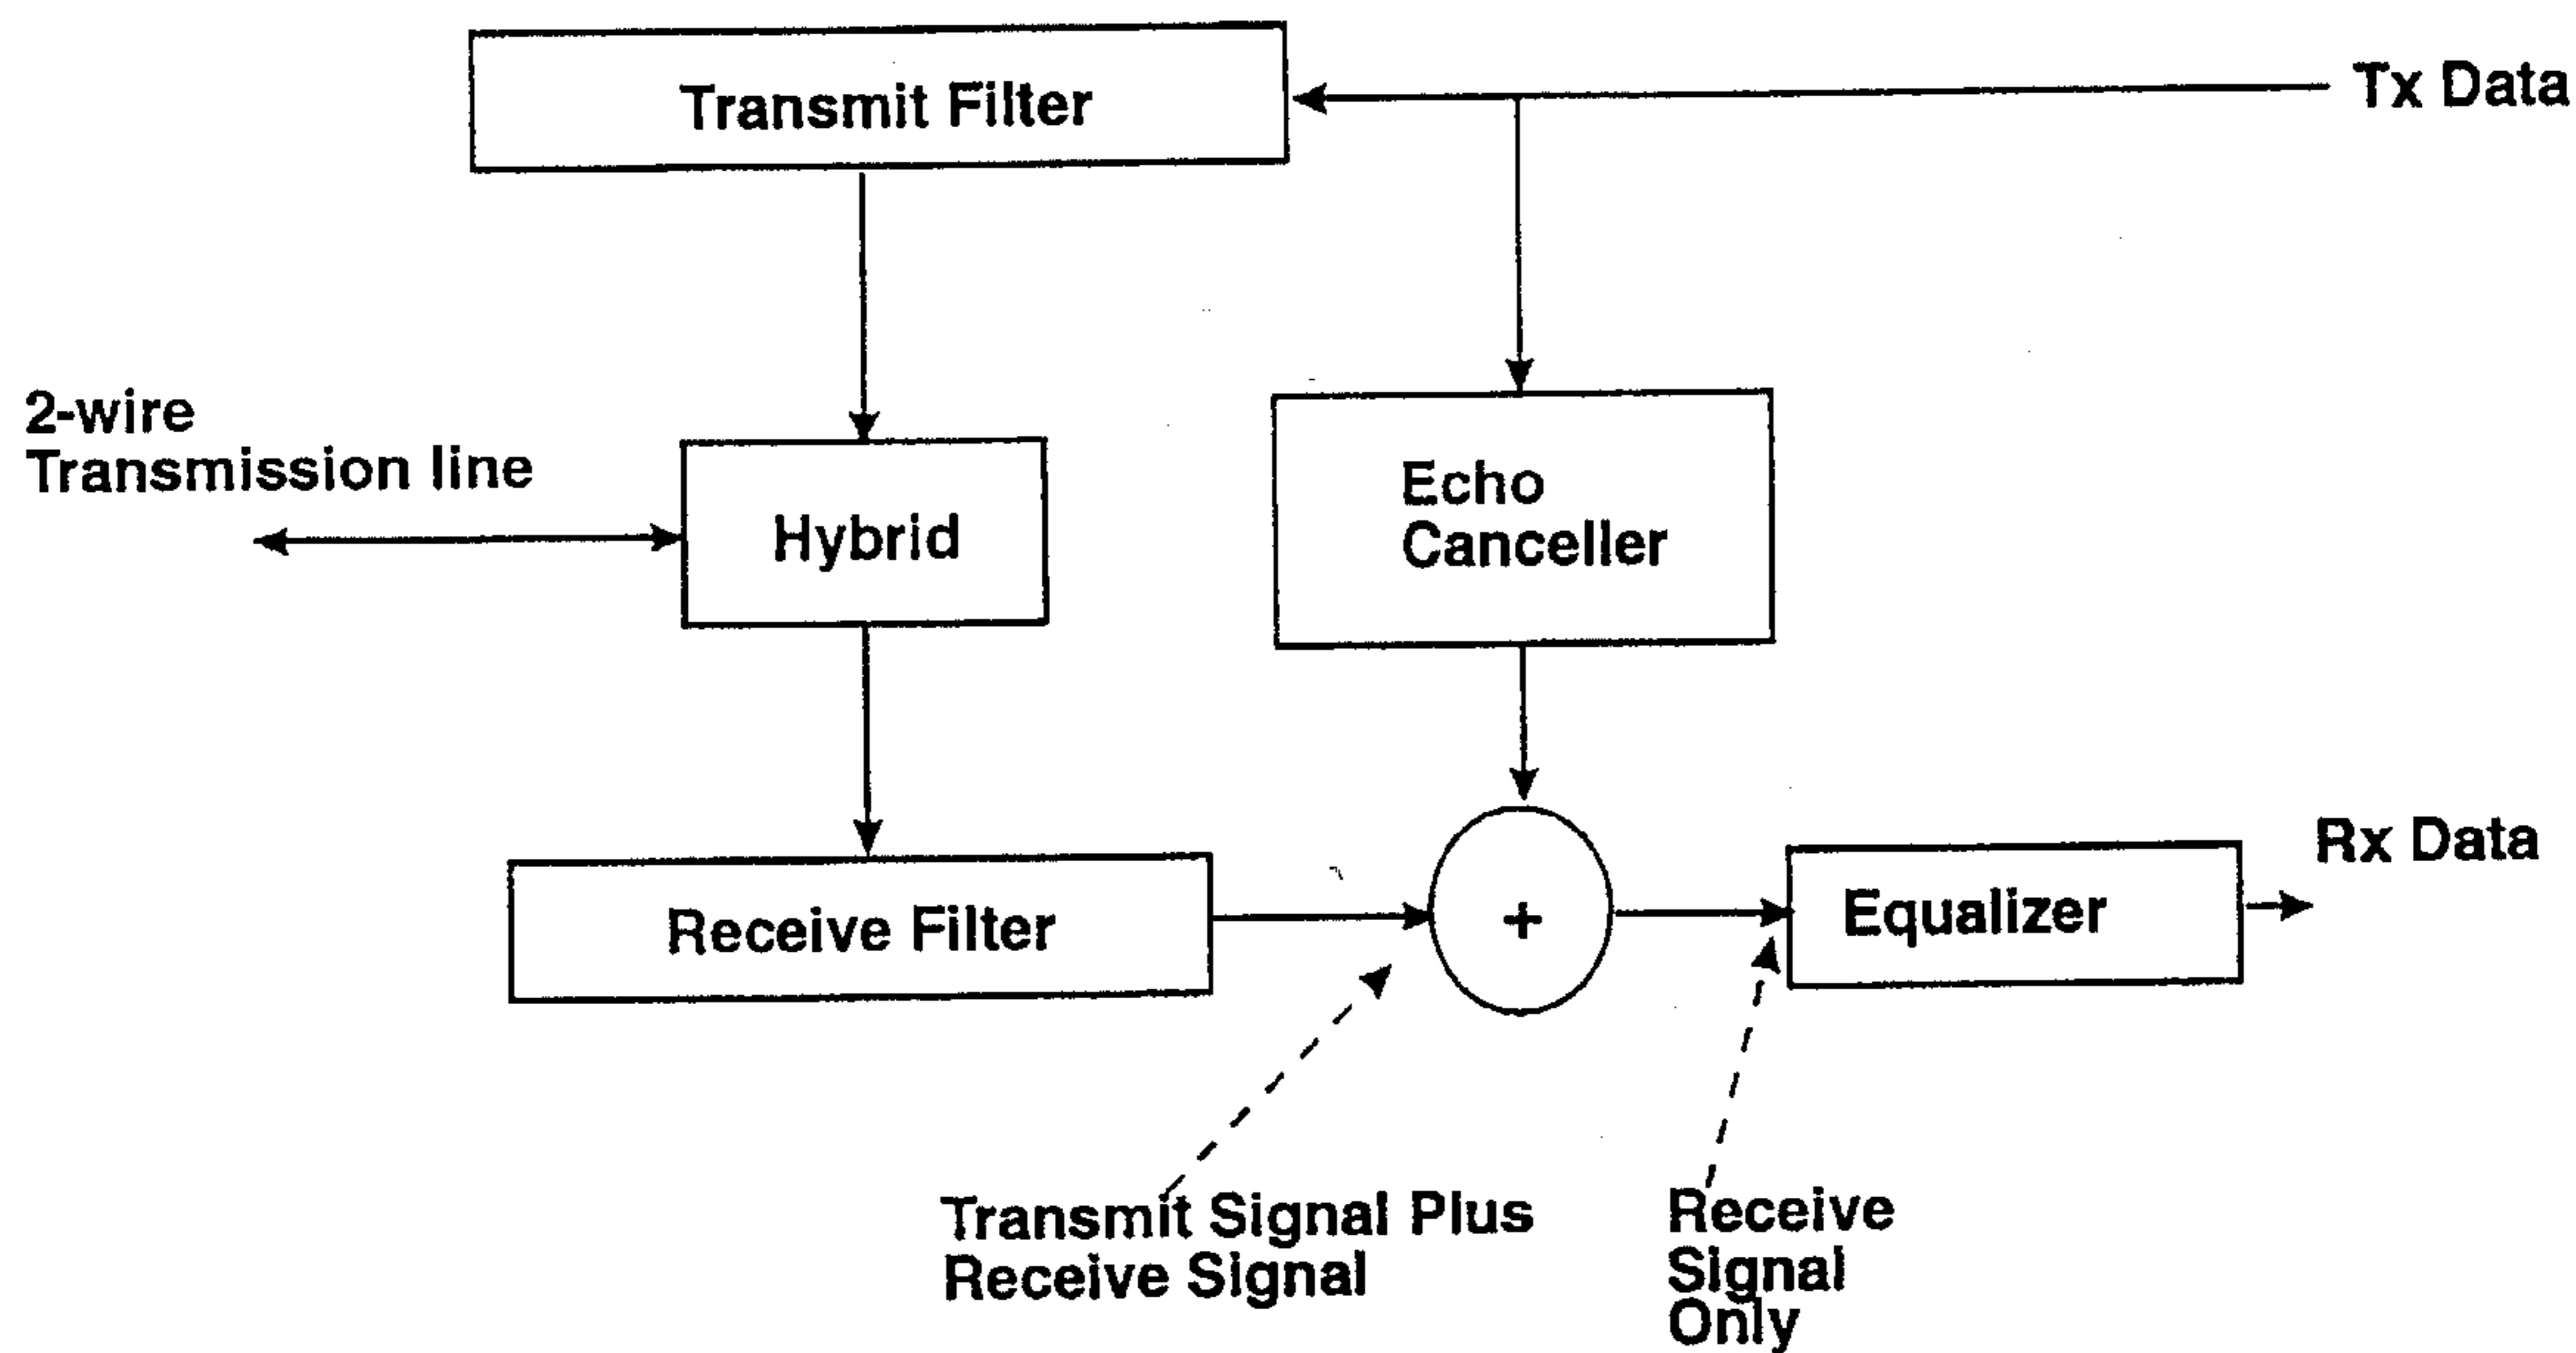 Transmit Filter
Tx Data
2-wire
Transmission line
Hybrid
Echo
Canceller
Receive Filter
+
Equalizer
Rx Data
Transmit Signal Plus
Receive Signal
Receive
Signal
Only